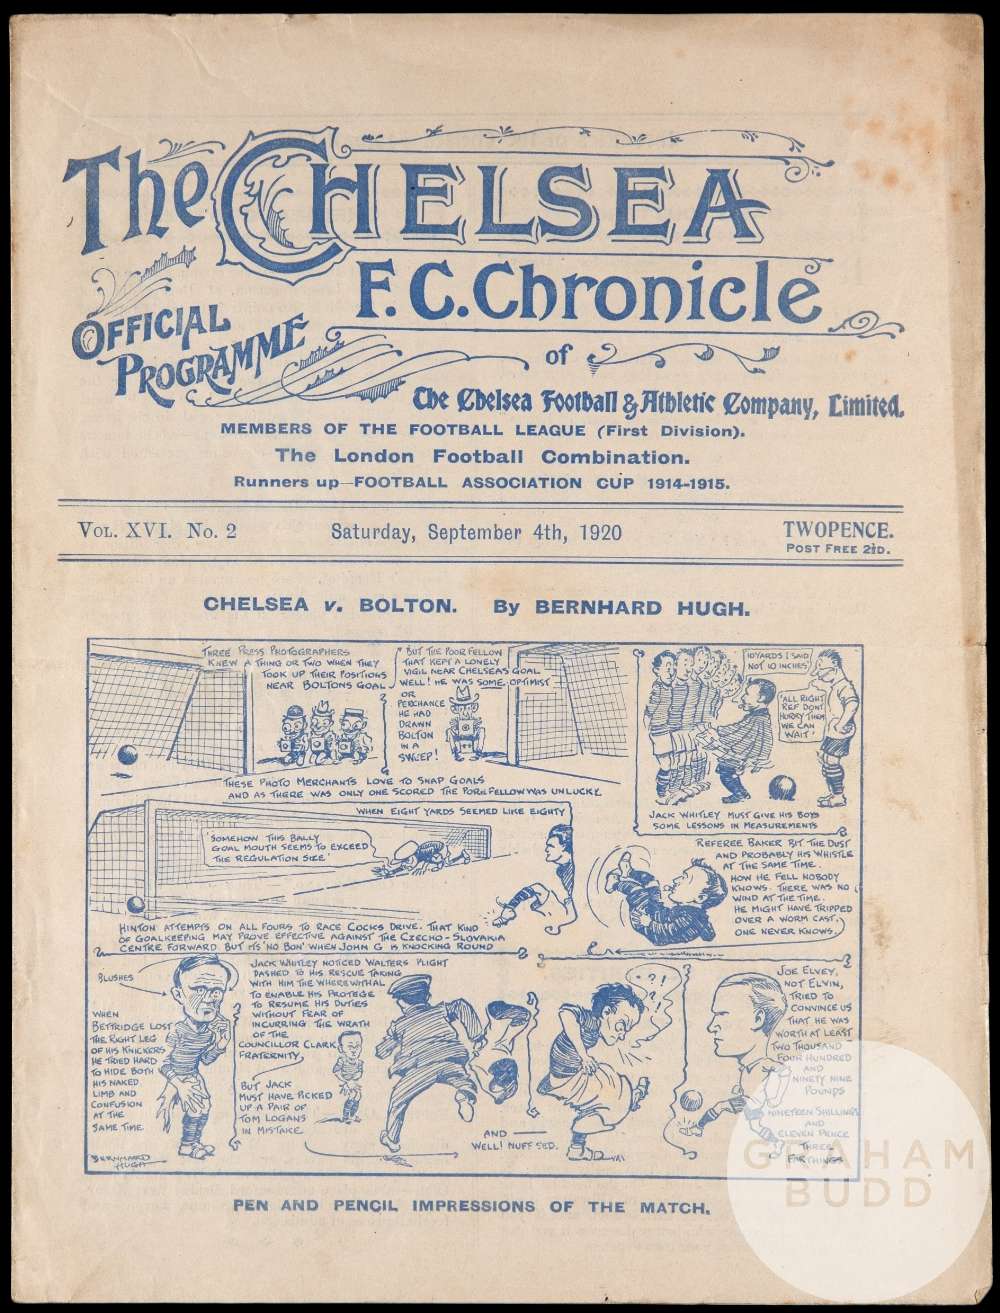 The CHELSEA
F.C. Chronicle
OFFICIAL
PROGRAMME
of
The Chelsea Football & Athletic Company, Limited.
MEMBERS OF THE FOOTBALL LEAGUE (First Division).
The London Football Combination.
Runners up—FOOTBALL ASSOCIATION CUP 1914-1915.
VOL. XVI. No. 2
Saturday, September 4th, 1920
TWOPENCE.
POST FREE 2½D.
CHELSEA v. BOLTON. By BERNHARD HUGH.
THREE PRESS PHOTOGRAPHERS
KNEW A THING OR TWO WHEN THEY
TOOK UP THEIR POSITIONS
NEAR BOLTONS GOAL
BUT THE POOR FELLOW
THAT KEPT A LONELY
VIGIL NEAR CHELSEAS GOAL
WELL! HE WAS SOME OPTIMIST
OR
PERCHANCE
HE HAD
DRAWN
BOLTON
IN A
SWEEP!
THESE PHOTO MERCHANTS LOVE TO SNAP GOALS
AND AS THERE WAS ONLY ONE SCORED THE POOR FELLOW WAS UNLUCKY.
10 YARDS I SAID
NOT 10 INCHES
'ALL RIGHT
REF DON'T
HURRY THEM
WE CAN
WAIT!'
JACK WHITLEY MUST GIVE HIS BOYS
SOME LESSONS IN MEASUREMENTS
WHEN EIGHT YARDS SEEMED LIKE EIGHTY
'SOMEHOW THIS BALLY
GOAL MOUTH SEEMS TO EXCEED
THE REGULATION SIZE'
HINTON ATTEMPTS ON ALL FOURS TO RACE COCKS DRIVE. THAT KIND
OF GOALKEEPING MAY PROVE EFFECTIVE AGAINST THE CZECHO-SLOVAKIA
CENTRE FORWARD. BUT IT'S 'NO BON' WHEN JOHN G IS KNOCKING ROUND
REFEREE BAKER BIT THE DUST
AND PROBABLY HIS WHISTLE
AT THE SAME TIME.
HOW HE FELL NOBODY
KNOWS. THERE WAS NO
WIND AT THE TIME.
HE MIGHT HAVE TRIPPED
OVER A WORM CAST,
ONE NEVER KNOWS.
BLUSHES
WHEN
BETTRIDGE LOST
THE RIGHT LEG
OF HIS KNICKERS
HE TRIED HARD
TO HIDE BOTH
HIS NAKED
LIMB AND
CONFUSION
AT THE
SAME TIME.
BERNHARD
HUGH
JACK WHITLEY NOTICED WALTERS PLIGHT
DASHED TO HIS RESCUE TAKING
WITH HIM THE WHEREWITHAL
TO ENABLE HIS PROTEGE
TO RESUME HIS DUTIES
WITHOUT FEAR OF
INCURRING THE WRATH
OF THE
COUNCILLOR CLARK
FRATERNITY,
BUT JACK
MUST HAVE PICKED
UP A PAIR OF
TOM LOGANS
IN MISTAKE.
AND
WELL! NUFF SED.
-?!
!
JOE ELVEY,
NOT ELVIN,
TRIED TO
CONVINCE US
THAT HE WAS
WORTH AT LEAST
TWO THOUSAND
FOUR HUNDRED
AND
NINETY NINE
POUNDS
NINETEEN SHILLINGS
AND
ELEVEN PENCE
THREE
FARTHINGS
PEN AND PENCIL IMPRESSIONS OF THE MATCH.
GRAHAM
BUDD